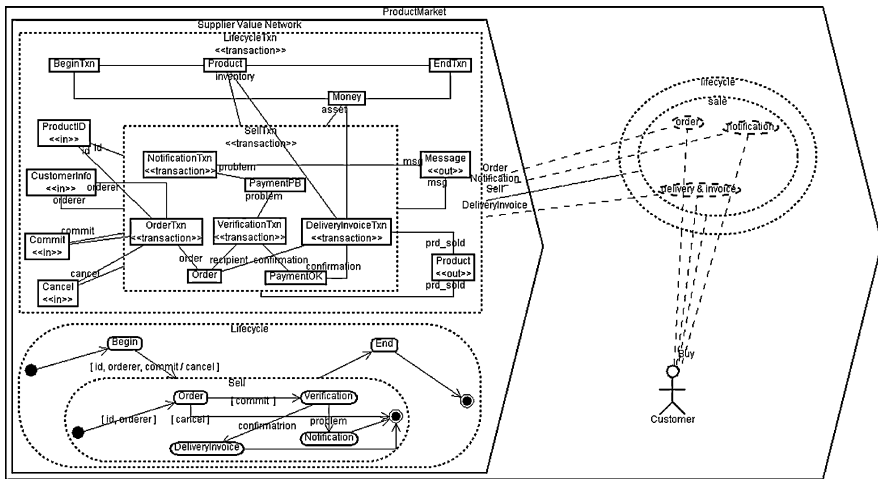 ProductMarket
Supplier Value Network
LifecycleTxn
<<transaction>>
BeginTxn
Product
EndTxn
inventory
Money
asset
lifecycle
sale
order
notification
ProductID
<<in>>
id
id
SellTxn
<<transaction>>
NotificationTxn
<<transaction>>
problem
msg
Message
<<out>>
msg
Order
Notification
Sell
DeliveryInvoice
CustomerInfo
<<in>>
orderer
orderer
PaymentPB
problem
delivery & invoice
OrderTxn
<<transaction>>
VerificationTxn
<<transaction>>
DeliveryInvoiceTxn
<<transaction>>
commit
Commit
<<in>>
prd_sold
Product
<<out>>
prd_sold
order
recipient
confirmation
confirmation
cancel
Cancel
<<in>>
Order
PaymentOK
Lifecycle
Begin
End
[ id, orderer, commit / cancel ]
Sell
Order
[ commit ]
Verification
[ id, orderer ]
[ cancel ]
confirmatrion
problem
Notification
DeliveryInvoice
Buy
Customer